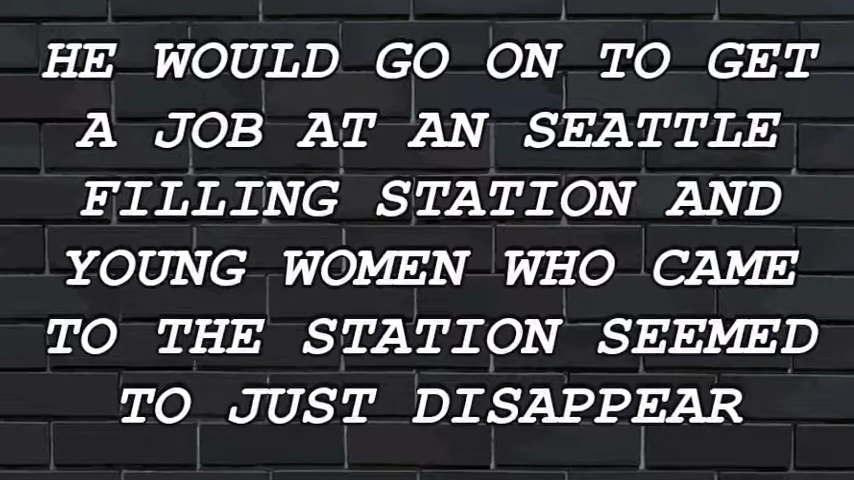 HE WOULD GO ON TO GET
A JOB AT AN SEATTLE
FILLING STATION AND
YOUNG WOMEN WHO CAME
TO THE STATION SEEMED
TO JUST DISAPPEAR